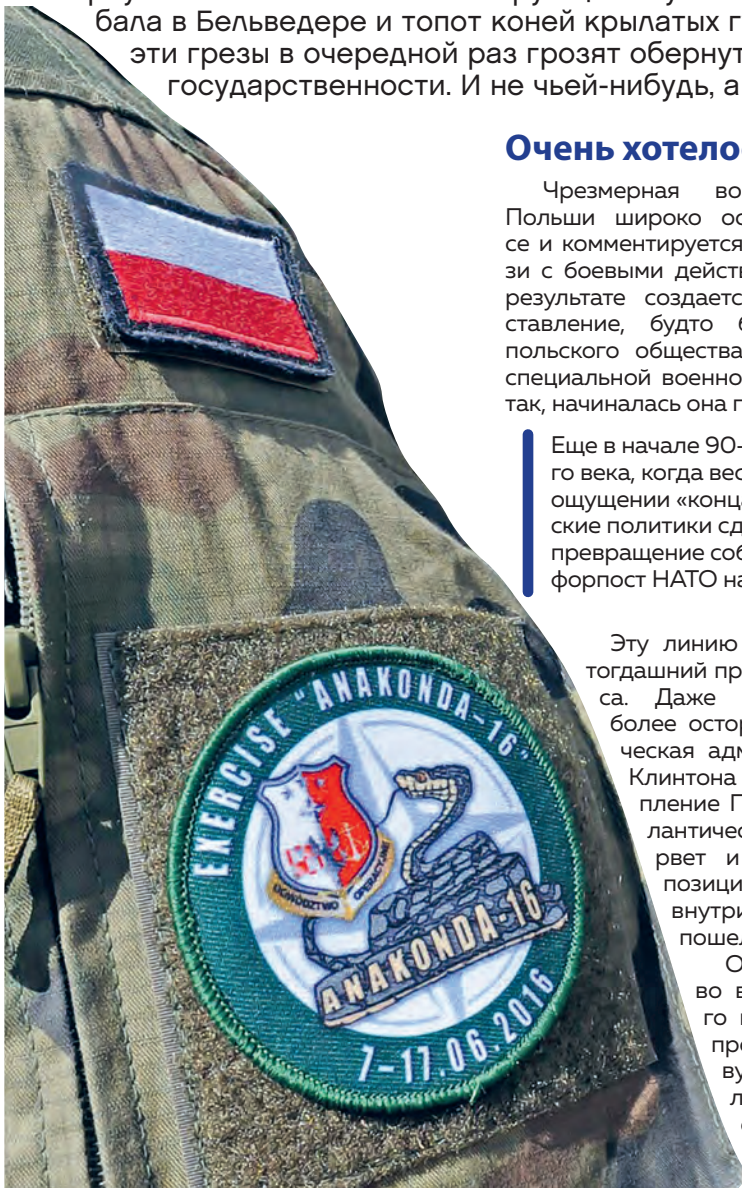 бала в Бельведере и топот коней крылатых г
эти грезы в очередной раз грозят обернут
государственности. И не чьей-нибудь, а
Очень хотело
Чрезмерная во
Польши широко ос
се и комментируется
зи с боевыми действ
результате создаетс
ставление, будто б
польского общества
специальной военно
так, начиналась она г
Еще в начале 90-
го века, когда вес
ощущении «конц
ские политики сд
превращение соб
форпост НАТО на
Эту линию
тогдашний пр
са. Даже
более остор
ческая адм
Клинтона
пление П
лантичес
рвет и
позици
внутри
пошел
О
во в
го
пр
ву
л
EXERCISE "ANAKONDA-16"
DOWÓDZTWO OPERACYJNE
ANAKONDA-16
7-17.06.2016